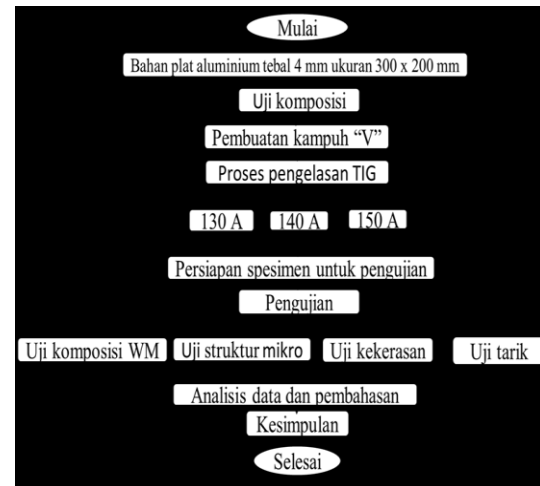 Mulai
Bahan plat aluminium tebal 4 mm ukuran 300 x 200 mm
Uji komposisi
Pembuatan kampuh “V”
Proses pengelasan TIG
130 A 140 A 150 A
Persiapan spesimen untuk pengujian
Pengujian
Uji komposisi WM Uji struktur mikro Uji kekerasan Uji tarik
Analisis data dan pembahasan
Kesimpulan
Selesai